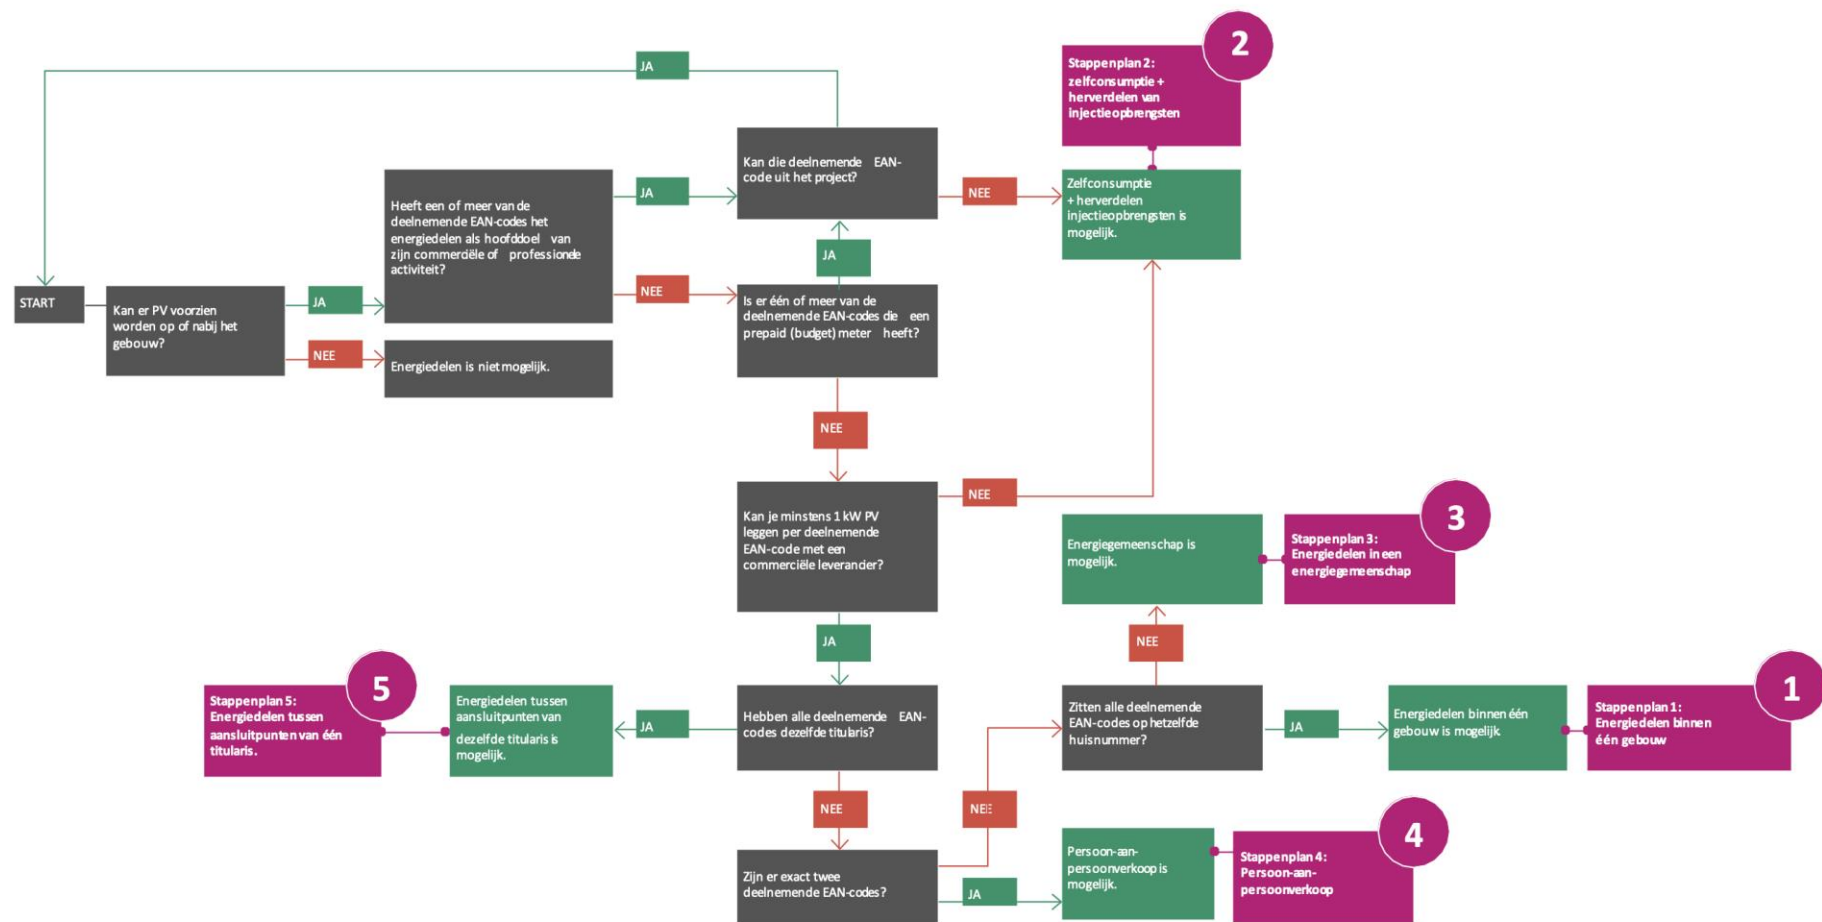 JA
2
Stappenplan 2:
zelfconsumptie +
herverdelen van
injectieopbrengsten
Kan die deelnemende EAN-
code uit het project?
NEE
Zelfconsumptie
+ herverdelen
injectieopbrengsten is
mogelijk.
JA
Heeft een of meer van de
deelnemende EAN-codes het
energiedelen als hoofddoel van
zijn commerciële of professionele
activiteit?
JA
START
Kan er PV voorzien
worden op of nabij het
gebouw?
JA
NEE
Is er één of meer van de
deelnemende EAN-codes die een
prepaid (budget) meter heeft?
NEE
Energiedelen is niet mogelijk.
NEE
Kan je minstens 1 kW PV
leggen per deelnemende
EAN-code met een
commerciële leverancier?
NEE
3
Energiegemeenschap is
mogelijk.
Stappenplan 3:
Energiedelen in een
energiegemeenschap
JA
NEE
5
Stappenplan 5:
Energiedelen tussen
aansluitpunten van één
titularis.
Energiedelen tussen
aansluitpunten van
dezelfde titularis is
mogelijk.
JA
Hebben alle deelnemende EAN-
codes dezelfde titularis?
Zitten alle deelnemende
EAN-codes op hetzelfde
huisnummer?
JA
Energiedelen binnen één
gebouw is mogelijk.
1
Stappenplan 1:
Energiedelen binnen
één gebouw
NEE
NEE
4
Zijn er exact twee
deelnemende EAN-codes?
JA
Persoon-aan-
persoonverkoop is
mogelijk.
Stappenplan 4:
Persoon-aan-
persoonverkoop